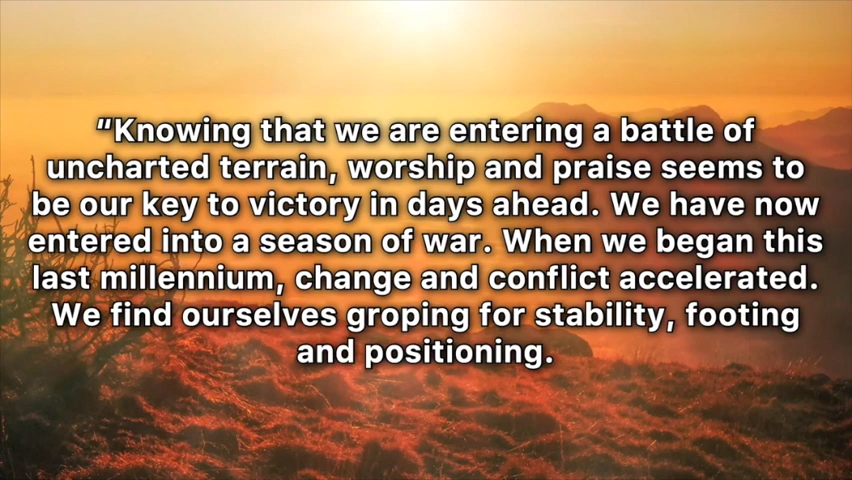 “Knowing that we are entering a battle of
uncharted terrain, worship and praise seems to
be our key to victory in days ahead. We have now
entered into a season of war. When we began this
last millennium, change and conflict accelerated.
We find ourselves groping for stability, footing
and positioning.